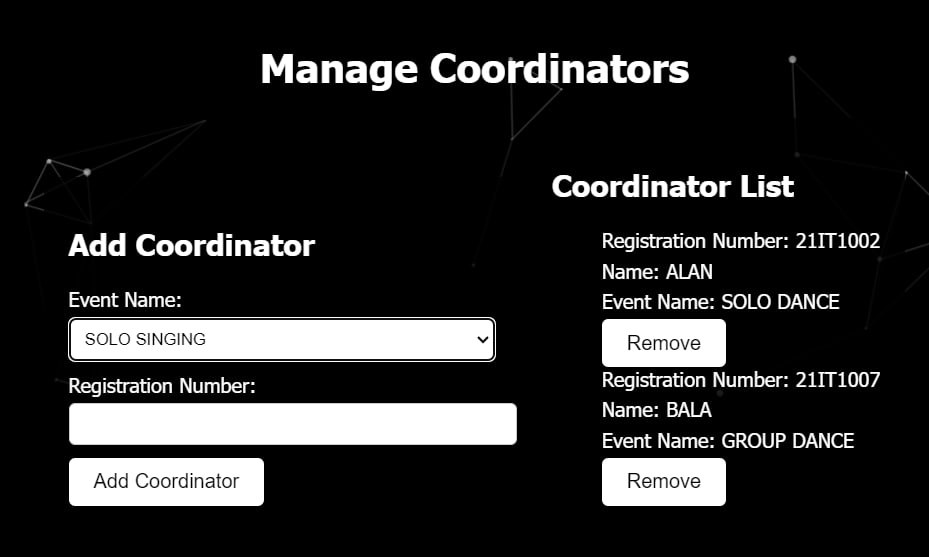 Manage Coordinators
Add Coordinator
Event Name:
SOLO SINGING
Registration Number:
Add Coordinator
Coordinator List
Registration Number: 21IT1002
Name: ALAN
Event Name: SOLO DANCE
Remove
Registration Number: 21IT1007
Name: BALA
Event Name: GROUP DANCE
Remove